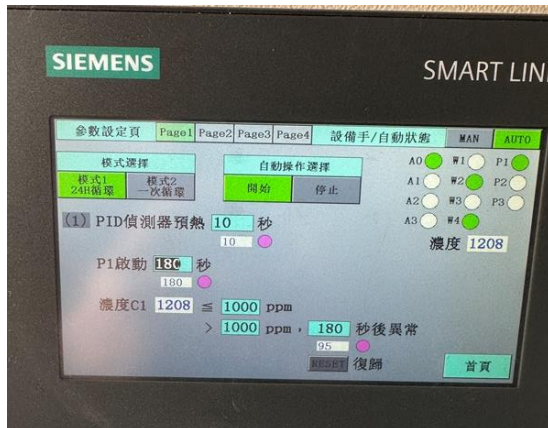 SIEMENS
SMART LIN
參數設定頁 Page1 Page2 Page3 Page4 設備手/自動狀態 MAN AUTO
模式選擇
模式1
24H循環
模式2
一次循環
自動操作選擇
開始 停止
A0 W1 P1
A1 W2 P2
A2 W3 P3
A3 W4
濃度 1208
(1) PID偵測器預熱 10 秒
10
P1啟動 180 秒
180
濃度C1 1208 ≦ 1000 ppm
> 1000 ppm, 180 秒後異常
95
RESET 復歸
首頁